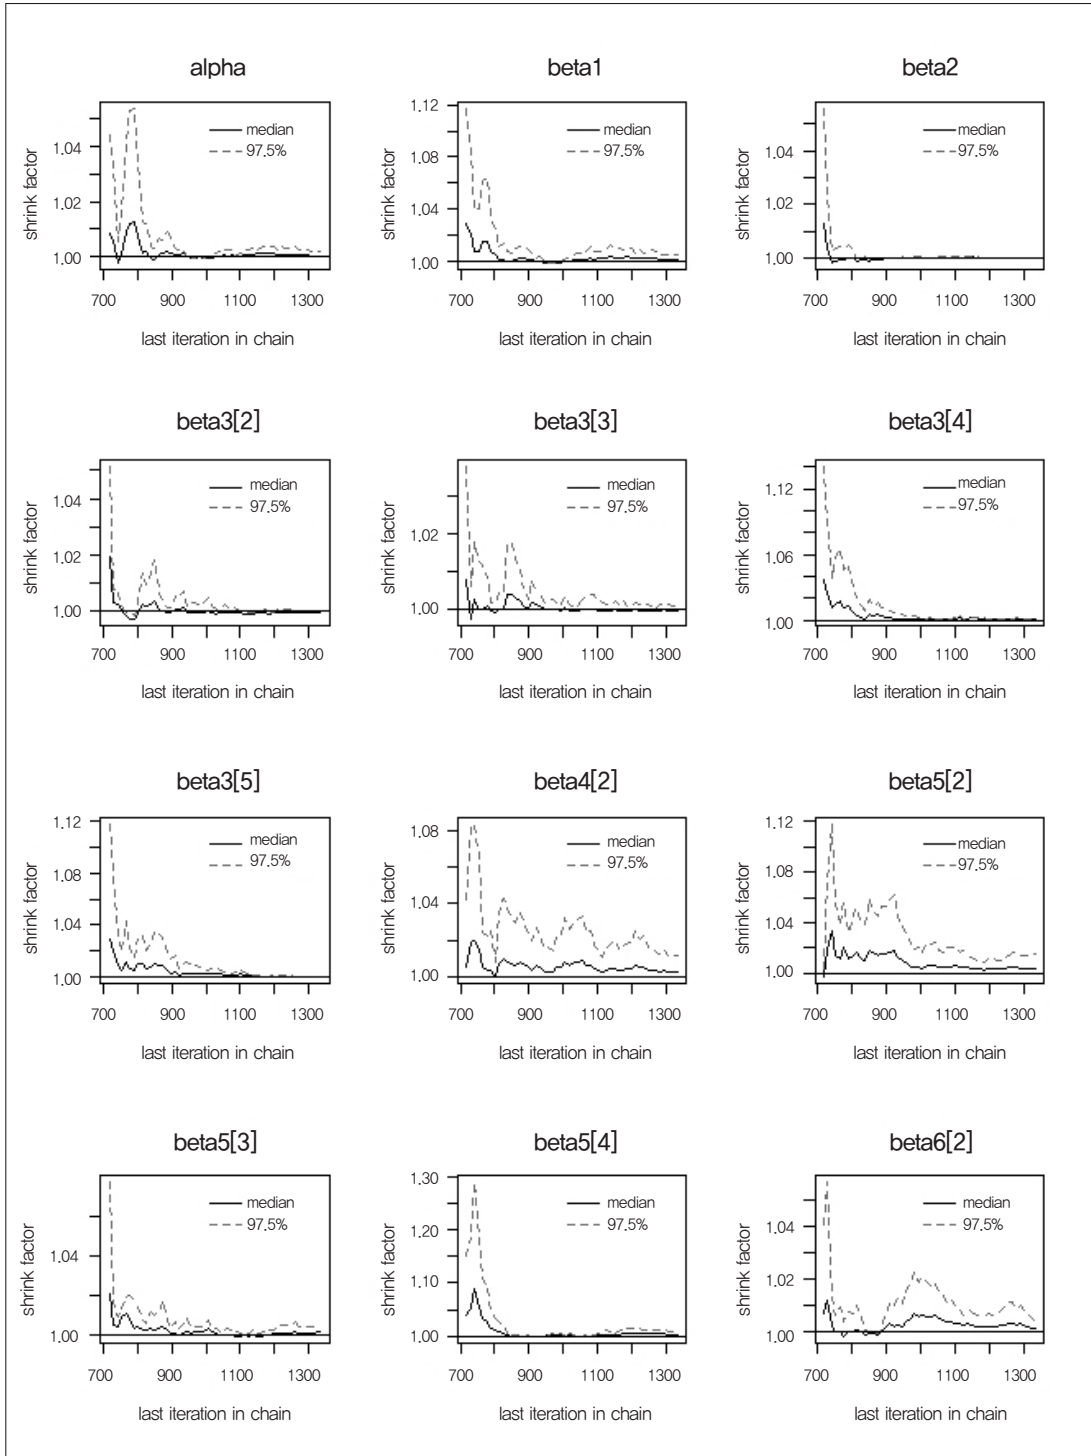 alpha
shrink factor
1.04
1.02
1.00
median
97.5%
700 900 1100 1300
last iteration in chain
beta1
shrink factor
1.12
1.08
1.04
1.00
median
97.5%
700 900 1100 1300
last iteration in chain
beta2
shrink factor
1.04
1.02
1.00
median
97.5%
700 900 1100 1300
last iteration in chain
beta3[2]
shrink factor
1.04
1.02
1.00
median
97.5%
700 900 1100 1300
last iteration in chain
beta3[3]
shrink factor
1.02
1.00
median
97.5%
700 900 1100 1300
last iteration in chain
beta3[4]
shrink factor
1.12
1.06
1.00
median
97.5%
700 900 1100 1300
last iteration in chain
beta3[5]
shrink factor
1.12
1.08
1.04
1.00
median
97.5%
700 900 1100 1300
last iteration in chain
beta4[2]
shrink factor
1.08
1.04
1.00
median
97.5%
700 900 1100 1300
last iteration in chain
beta5[2]
shrink factor
1.12
1.08
1.04
1.00
median
97.5%
700 900 1100 1300
last iteration in chain
beta5[3]
shrink factor
1.04
1.00
median
97.5%
700 900 1100 1300
last iteration in chain
beta5[4]
shrink factor
1.30
1.20
1.10
1.00
median
97.5%
700 900 1100 1300
last iteration in chain
beta6[2]
shrink factor
1.04
1.02
1.00
median
97.5%
700 900 1100 1300
last iteration in chain